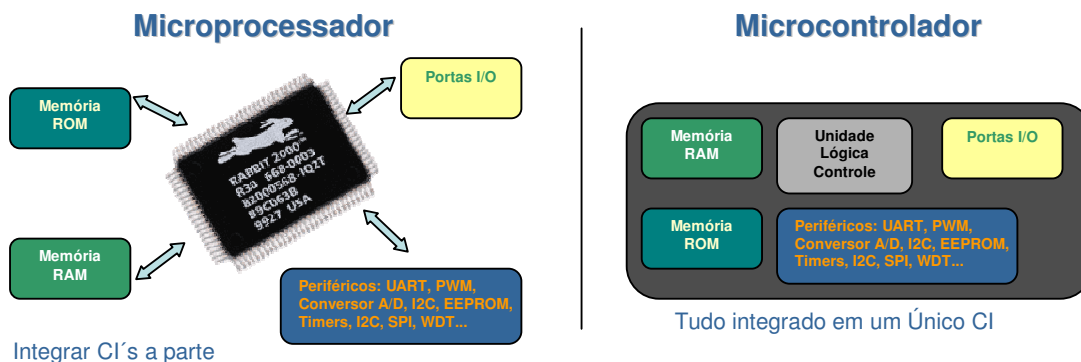 Microprocessador
Memória
ROM
Portas I/O
RABBIT 2000™
Memória
RAM
Periféricos: UART, PWM,
Conversor A/D, I2C, EEPROM,
Timers, I2C, SPI, WDT...
Integrar CI´s a parte
Microcontrolador
Memória
RAM
Unidade
Lógica
Controle
Portas I/O
Memória
ROM
Periféricos: UART, PWM,
Conversor A/D, I2C, EEPROM,
Timers, I2C, SPI, WDT...
Tudo integrado em um Único CI